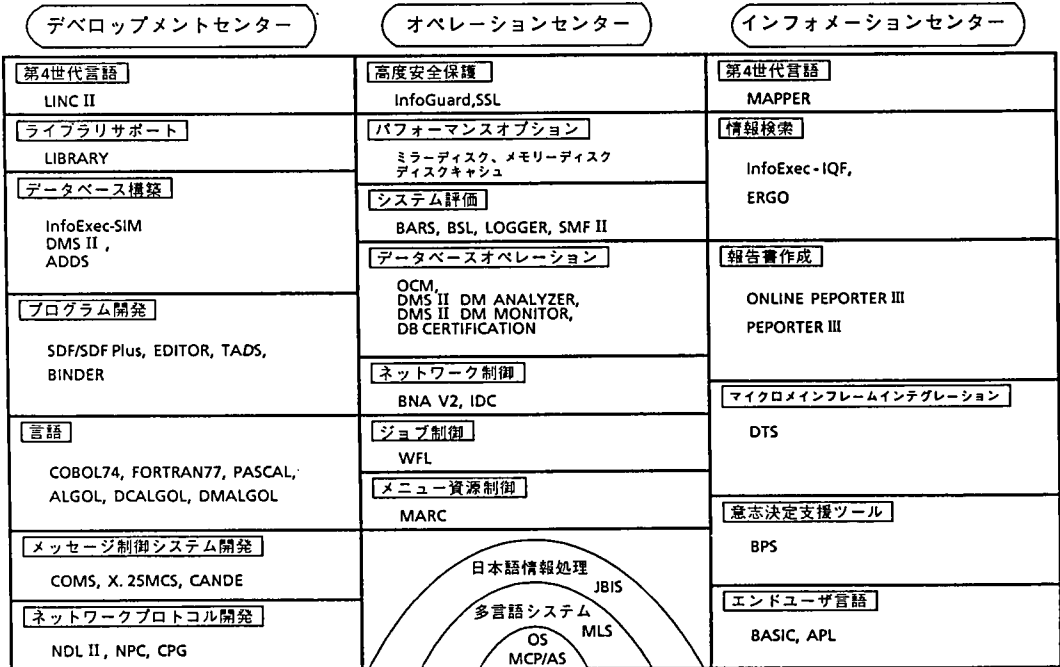 デベロップメントセンター
第4世代言語
LINC II
ライブラリサポート
LIBRARY
データベース構築
InfoExec-SIM
DMS II ,
ADDS
プログラム開発
SDF/SDF Plus, EDITOR, TADS,
BINDER
言語
COBOL74, FORTRAN77, PASCAL,
ALGOL, DCALGOL, DMALGOL
メッセージ制御システム開発
COMS, X. 25MCS, CANDE
ネットワークプロトコル開発
NDL II , NPC, CPG
オペレーションセンター
高度安全保護
InfoGuard,SSL
パフォーマンスオプション
ミラーディスク、メモリーディスク
ディスクキャシュ
システム評価
BARS, BSL, LOGGER, SMF II
データベースオペレーション
OCM,
DMS II DM ANALYZER,
DMS II DM MONITOR,
DB CERTIFICATION
ネットワーク制御
BNA V2, IDC
ジョブ制御
WFL
メニュー資源制御
MARC
日本語情報処理
JBIS
多言語システム
MLS
OS
MCP/AS
インフォメーションセンター
第4世代言語
MAPPER
情報検索
InfoExec-IQF,
ERGO
報告書作成
ONLINE PEPORTER III
PEPORTER III
マイクロメインフレームインテグレーション
DTS
意志決定支援ツール
BPS
エンドユーザ言語
BASIC, APL